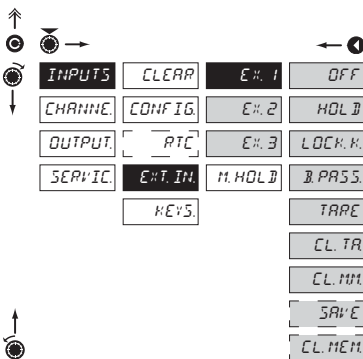 INPUTS CLEAR EX. 1 OFF
CHANNE. CONFIG. EX. 2 HOLD
OUTPUT. RTC EX. 3 LOCK. K.
SERVIC. EXT. IN. M. HOLD B. PASS.
KEYS. TARE
CL. TA.
CL. MM.
SAVE
CL. MEM.